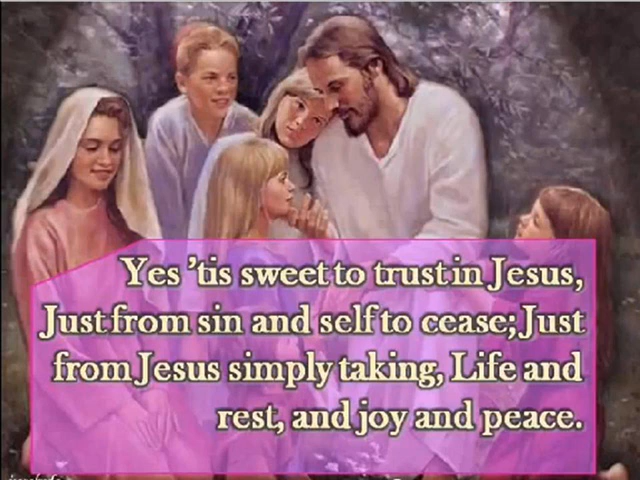 Yes 'tis sweet to trust in Jesus,
Just from sin and self to cease; Just
from Jesus simply taking, Life and
rest, and joy and peace.